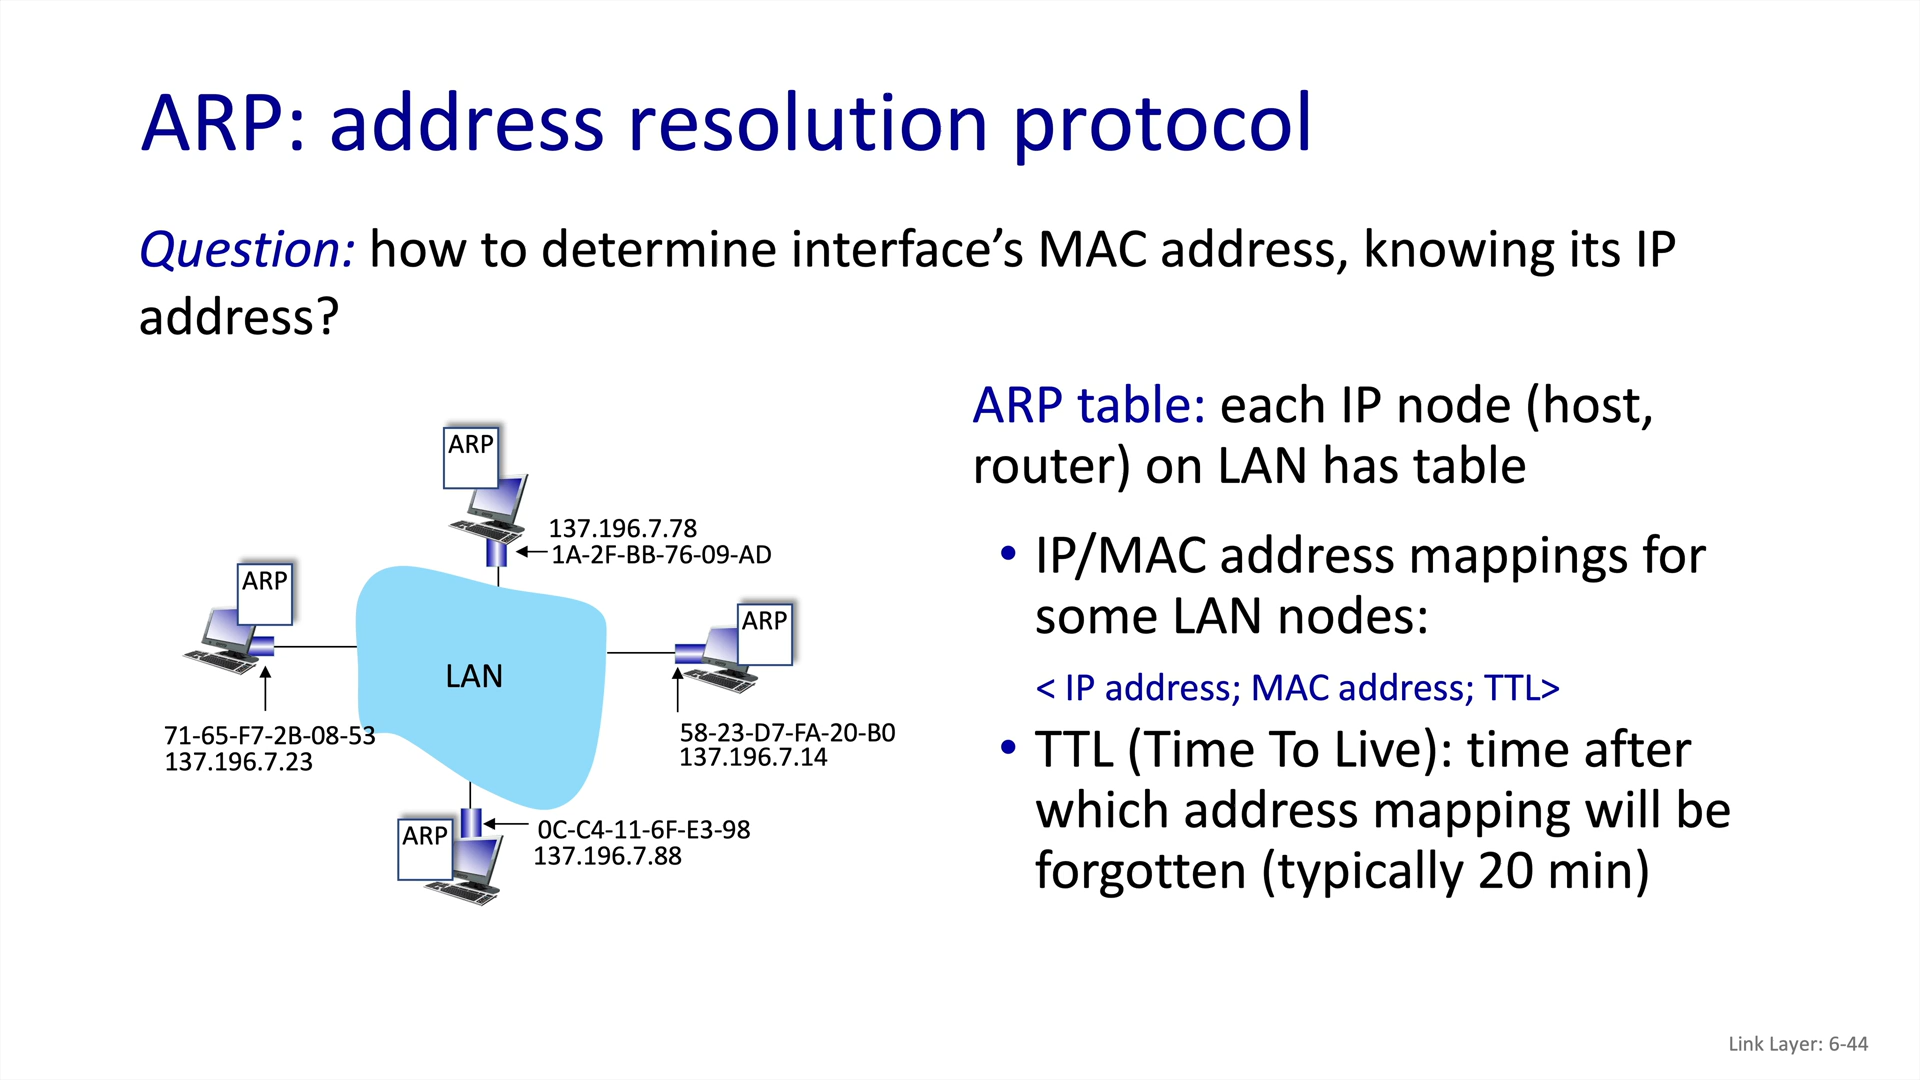 ARP: address resolution protocol
Question: how to determine interface’s MAC address, knowing its IP
address?
ARP
137.196.7.78
1A-2F-BB-76-09-AD
ARP
ARP
LAN
71-65-F7-2B-08-53
137.196.7.23
58-23-D7-FA-20-B0
137.196.7.14
ARP
0C-C4-11-6F-E3-98
137.196.7.88
ARP table: each IP node (host,
router) on LAN has table
• IP/MAC address mappings for
some LAN nodes:
< IP address; MAC address; TTL>
• TTL (Time To Live): time after
which address mapping will be
forgotten (typically 20 min)
Link Layer: 6-44